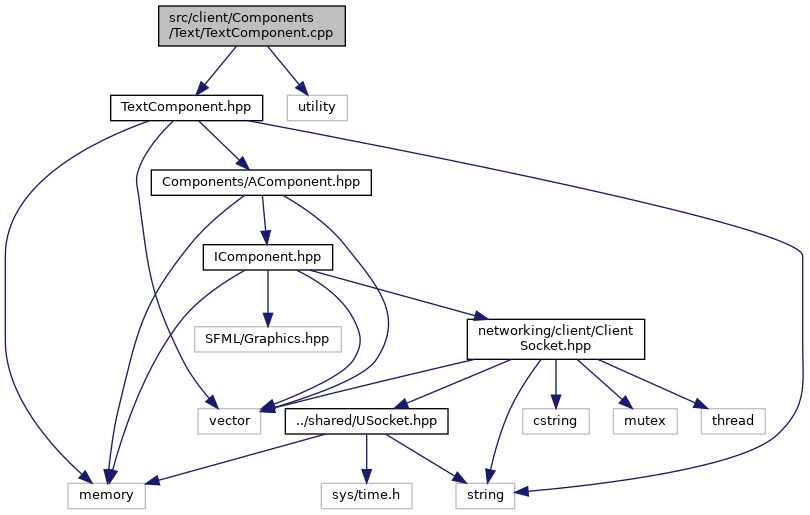 src/client/Components
/Text/TextComponent.cpp
TextComponent.hpp
utility
Components/AComponent.hpp
IComponent.hpp
SFML/Graphics.hpp
networking/client/Client
Socket.hpp
vector
../shared/USocket.hpp
cstring
mutex
thread
memory
sys/time.h
string